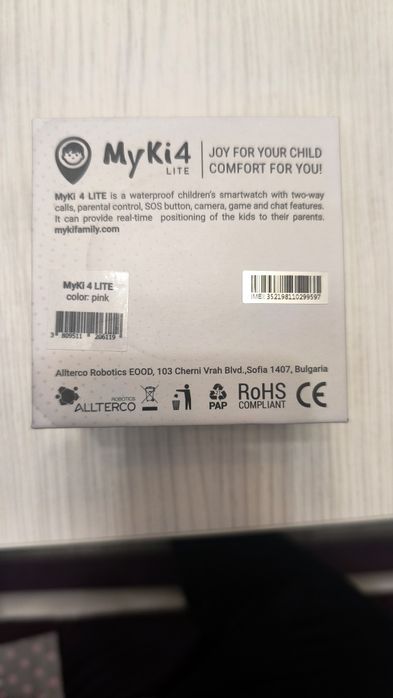 MyKi4
LITE
JOY FOR YOUR CHILD
COMFORT FOR YOU!
MyKi 4 LITE is a waterproof children's smartwatch with two-way
calls, parental control, SOS button, camera, game and chat features.
It can provide real-time positioning of the kids to their parents.
mykifamily.com
MyKi 4 LITE
color: pink
3 809511 206119
IMEI: 352198110299597
Allterco Robotics EOOD, 103 Cherni Vrah Blvd.,Sofia 1407, Bulgaria
ROBOTICS
ALLTERCO
PAP
RoHS
COMPLIANT
CE